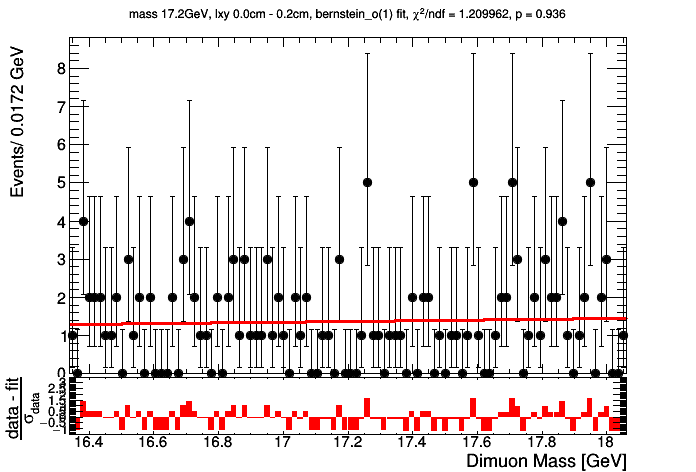 mass 17.2GeV, lxy 0.0cm - 0.2cm, bernstein_o(1) fit, χ²/ndf = 1.209962, p = 0.936
Events/ 0.0172 GeV
8
7
6
5
4
3
2
1
0
data - fit
σdata
16.4 16.6 16.8 17 17.2 17.4 17.6 17.8 18
Dimuon Mass [GeV]